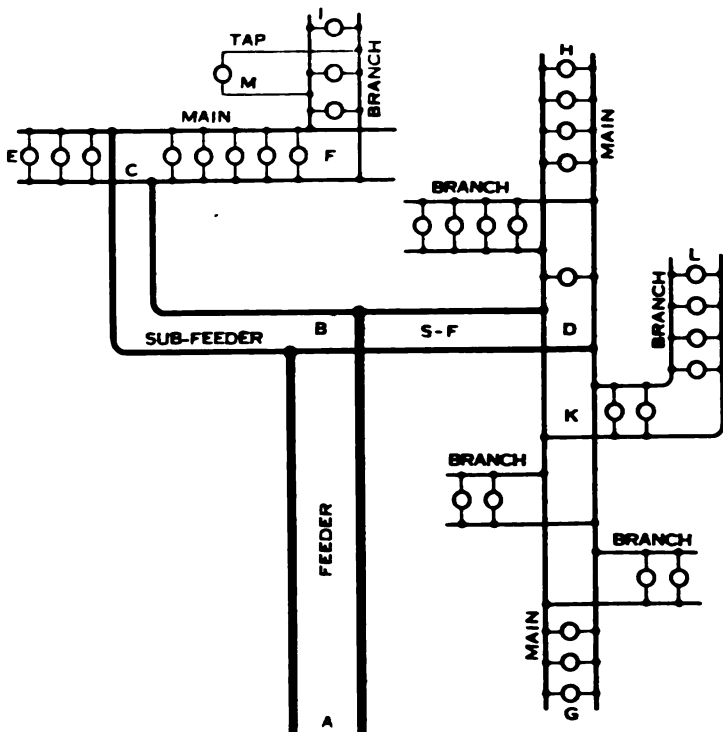 I
TAP
BRANCH
M
MAIN
E
F
C
H
MAIN
BRANCH
L
BRANCH
B
S-F
D
SUB-FEEDER
K
BRANCH
FEEDER
BRANCH
MAIN
A
G